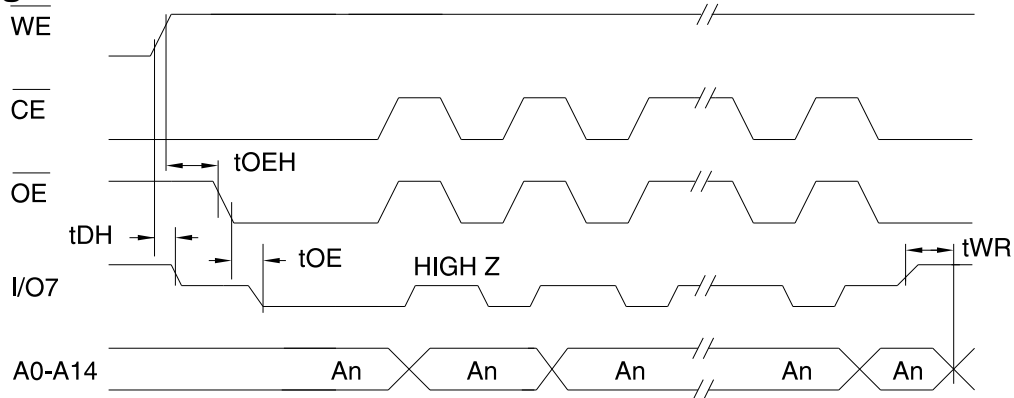 WE
CE
tOEH
OE
tDH
tOE
tWR
HIGH Z
I/O7
A0-A14 An An An An An